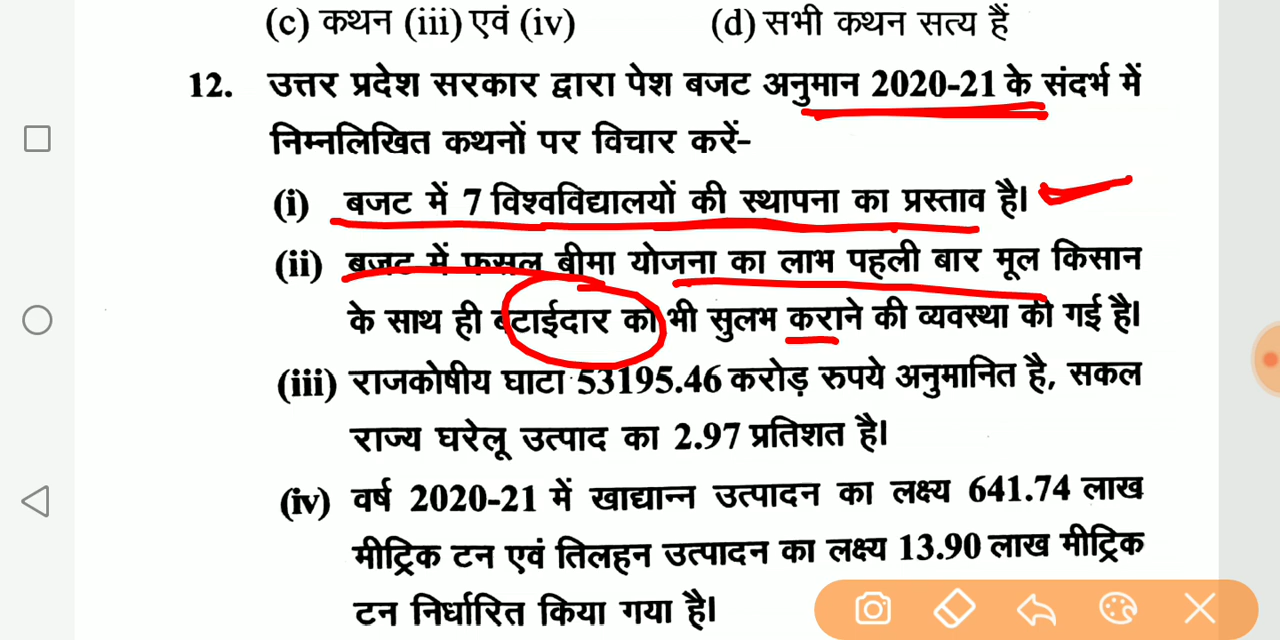 (c) कथन (iii) एवं (iv) (d) सभी कथन सत्य हैं
12. उत्तर प्रदेश सरकार द्वारा पेश बजट अनुमान 2020-21 के संदर्भ में
निम्नलिखित कथनों पर विचार करें-
(i) बजट में 7 विश्वविद्यालयों की स्थापना का प्रस्ताव है।
(ii) बजट में फसल बीमा योजना का लाभ पहली बार मूल किसान
के साथ ही बटाईदार को भी सुलभ कराने की व्यवस्था की गई है।
(iii) राजकोषीय घाटा 53195.46 करोड़ रुपये अनुमानित है, सकल
राज्य घरेलू उत्पाद का 2.97 प्रतिशत है।
(iv) वर्ष 2020-21 में खाद्यान्न उत्पादन का लक्ष्य 641.74 लाख
मीट्रिक टन एवं तिलहन उत्पादन का लक्ष्य 13.90 लाख मीट्रिक
टन निर्धारित किया गया है।